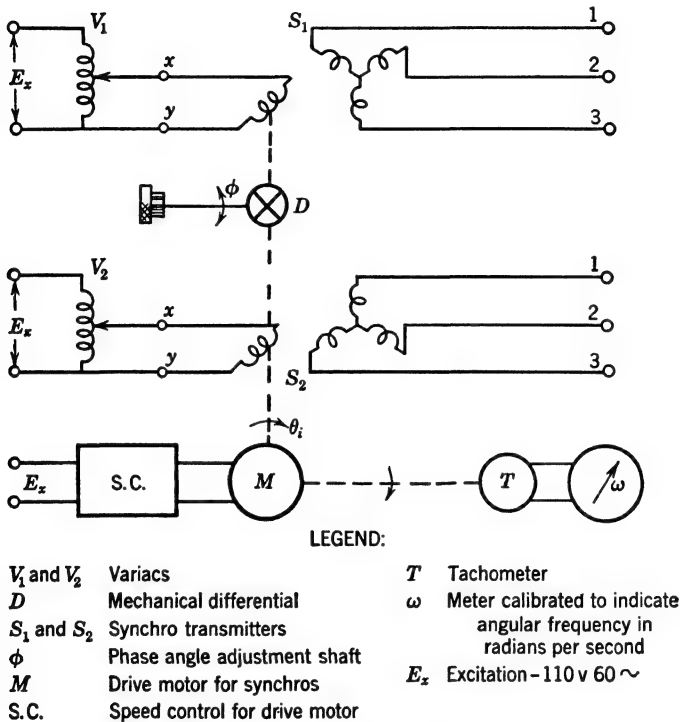 V₁ S₁ 1
x 2
Eₓ
y 3
ϕ D
V₂ 1
x 2
Eₓ
y 3
S₂
θᵢ
Eₓ S.C. M T ω
LEGEND:
V₁ and V₂ Variacs
D Mechanical differential
S₁ and S₂ Synchro transmitters
ϕ Phase angle adjustment shaft
M Drive motor for synchros
S.C. Speed control for drive motor
T Tachometer
ω Meter calibrated to indicate
angular frequency in
radians per second
Eₓ Excitation – 110 v 60 ~